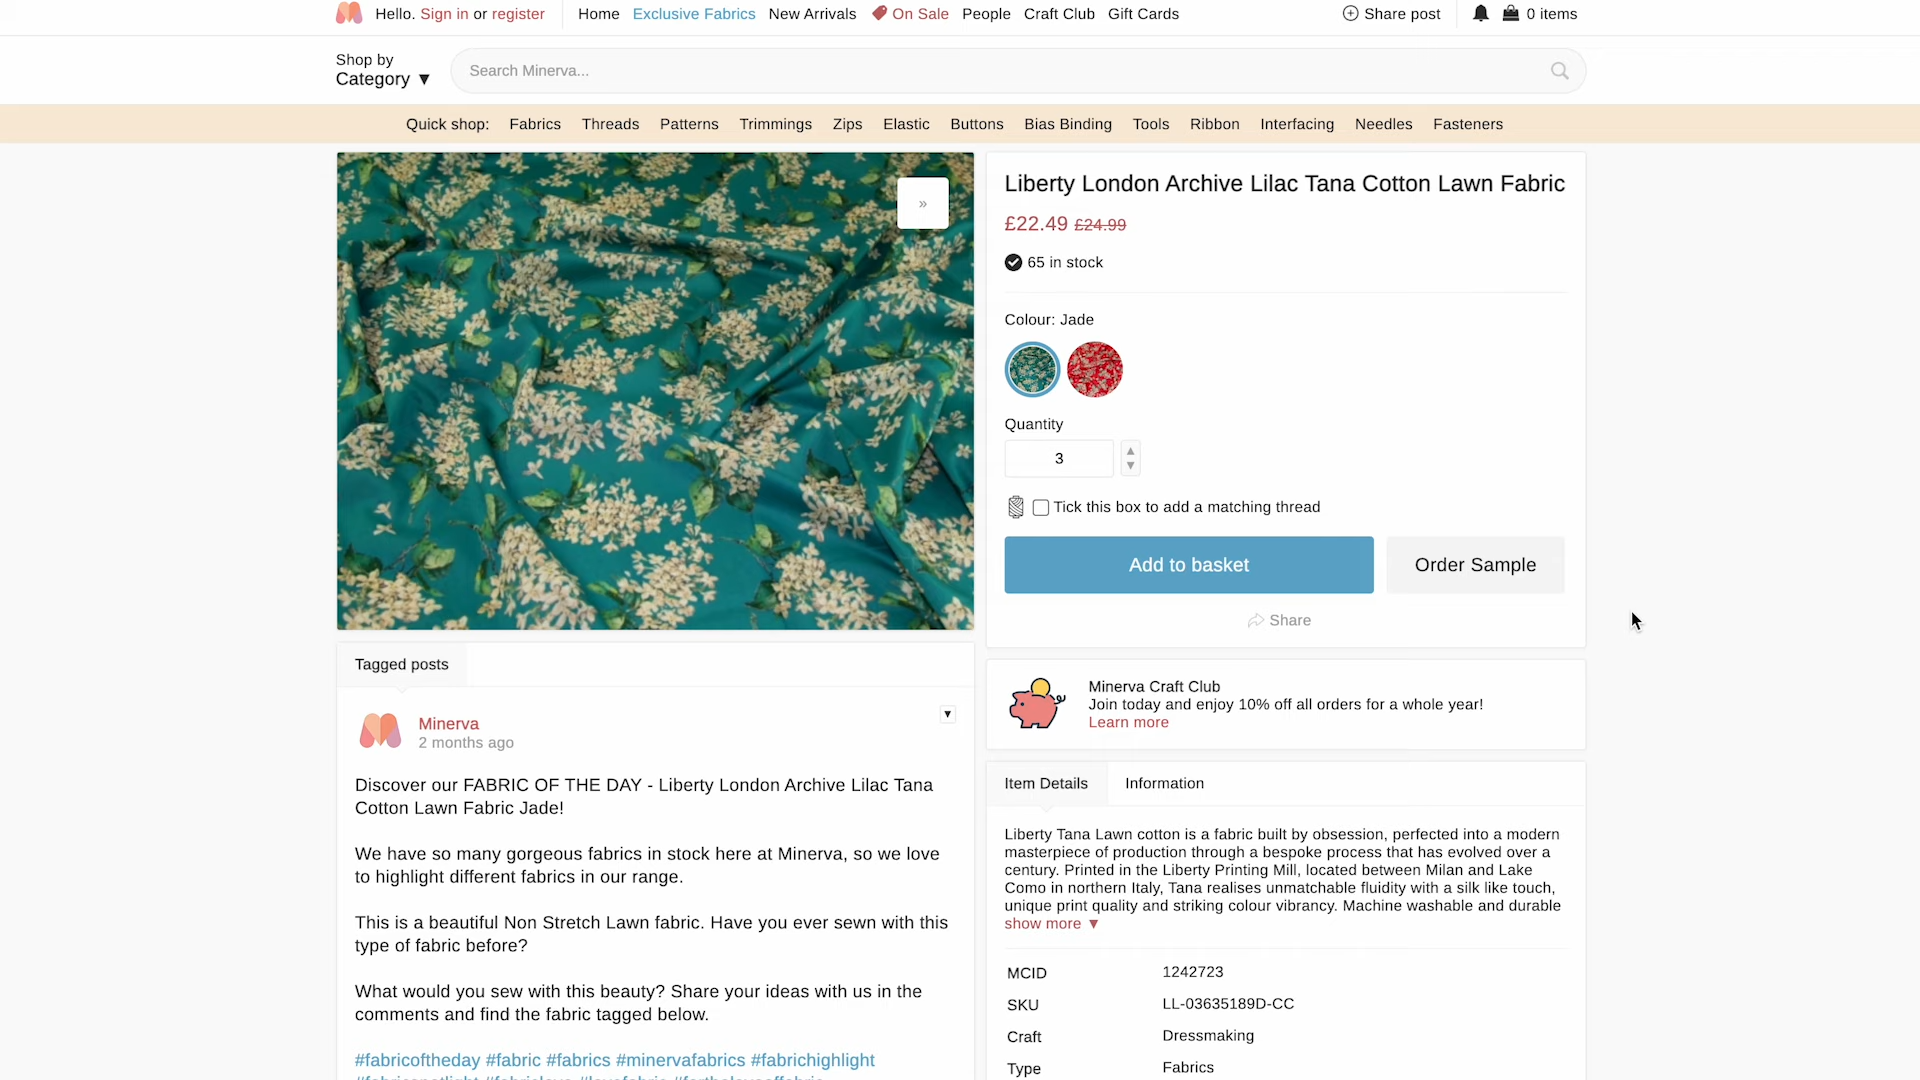 Hello. Sign in or register Home Exclusive Fabrics New Arrivals On Sale People Craft Club Gift Cards Share post 0 items
Shop by
Category ▼
Search Minerva...
Quick shop: Fabrics Threads Patterns Trimmings Zips Elastic Buttons Bias Binding Tools Ribbon Interfacing Needles Fasteners
»
Liberty London Archive Lilac Tana Cotton Lawn Fabric
£22.49 £24.99
65 in stock
Colour: Jade
Quantity
3
Tick this box to add a matching thread
Add to basket Order Sample
Share
Minerva Craft Club
Join today and enjoy 10% off all orders for a whole year!
Learn more
Item Details Information
Liberty Tana Lawn cotton is a fabric built by obsession, perfected into a modern
masterpiece of production through a bespoke process that has evolved over a
century. Printed in the Liberty Printing Mill, located between Milan and Lake
Como in northern Italy, Tana realises unmatchable fluidity with a silk like touch,
unique print quality and striking colour vibrancy. Machine washable and durable
show more ▼
MCID 1242723
SKU LL-03635189D-CC
Craft Dressmaking
Type Fabrics
Tagged posts
Minerva
2 months ago
Discover our FABRIC OF THE DAY - Liberty London Archive Lilac Tana
Cotton Lawn Fabric Jade!
We have so many gorgeous fabrics in stock here at Minerva, so we love
to highlight different fabrics in our range.
This is a beautiful Non Stretch Lawn fabric. Have you ever sewn with this
type of fabric before?
What would you sew with this beauty? Share your ideas with us in the
comments and find the fabric tagged below.
#fabricoftheday #fabric #fabrics #minervafabrics #fabrichighlight